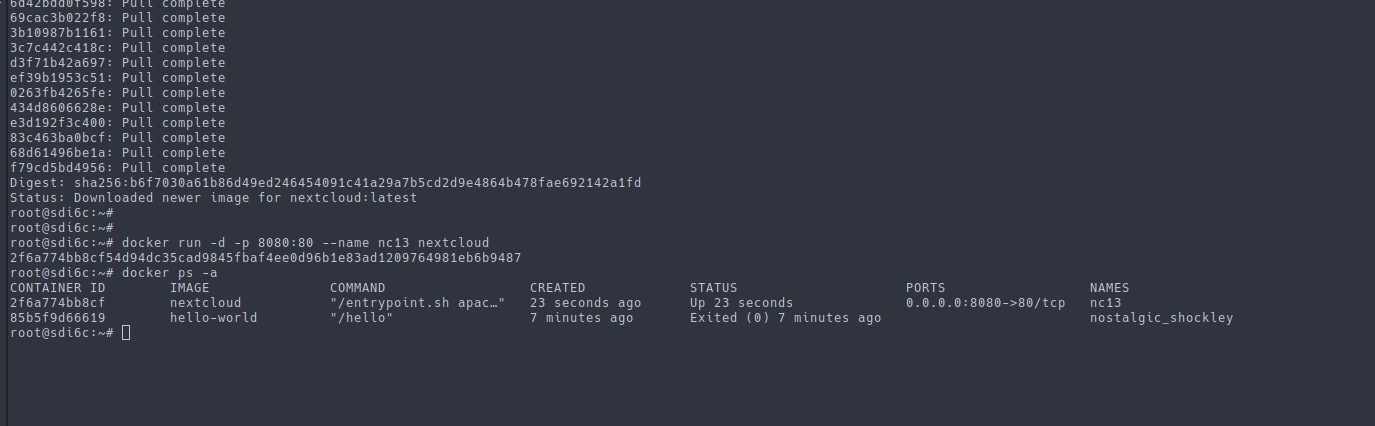 6d42bdd0f598: Pull complete
69cac3b022f8: Pull complete
3b10987b1161: Pull complete
3c7c442c418c: Pull complete
d3f71b42a697: Pull complete
ef39b1953c51: Pull complete
0263fb4265fe: Pull complete
434d8606628e: Pull complete
e3d192f3c400: Pull complete
83c463ba0bcf: Pull complete
68d61496be1a: Pull complete
f79cd5bd4956: Pull complete
Digest: sha256:b6f7030a61b86d49ed246454091c41a29a7b5cd2d9e4864b478fae692142a1fd
Status: Downloaded newer image for nextcloud:latest
root@sdi6c:~#
root@sdi6c:~#
root@sdi6c:~# docker run -d -p 8080:80 --name nc13 nextcloud
2f6a774bb8cf54d94dc35cad9845fbaf4ee0d96b1e83ad1209764981eb6b9487
root@sdi6c:~# docker ps -a
CONTAINER ID IMAGE COMMAND CREATED STATUS PORTS NAMES
2f6a774bb8cf nextcloud "/entrypoint.sh apac…" 23 seconds ago Up 23 seconds 0.0.0.0:8080->80/tcp nc13
85b5f9d66619 hello-world "/hello" 7 minutes ago Exited (0) 7 minutes ago nostalgic_shockley
root@sdi6c:~#